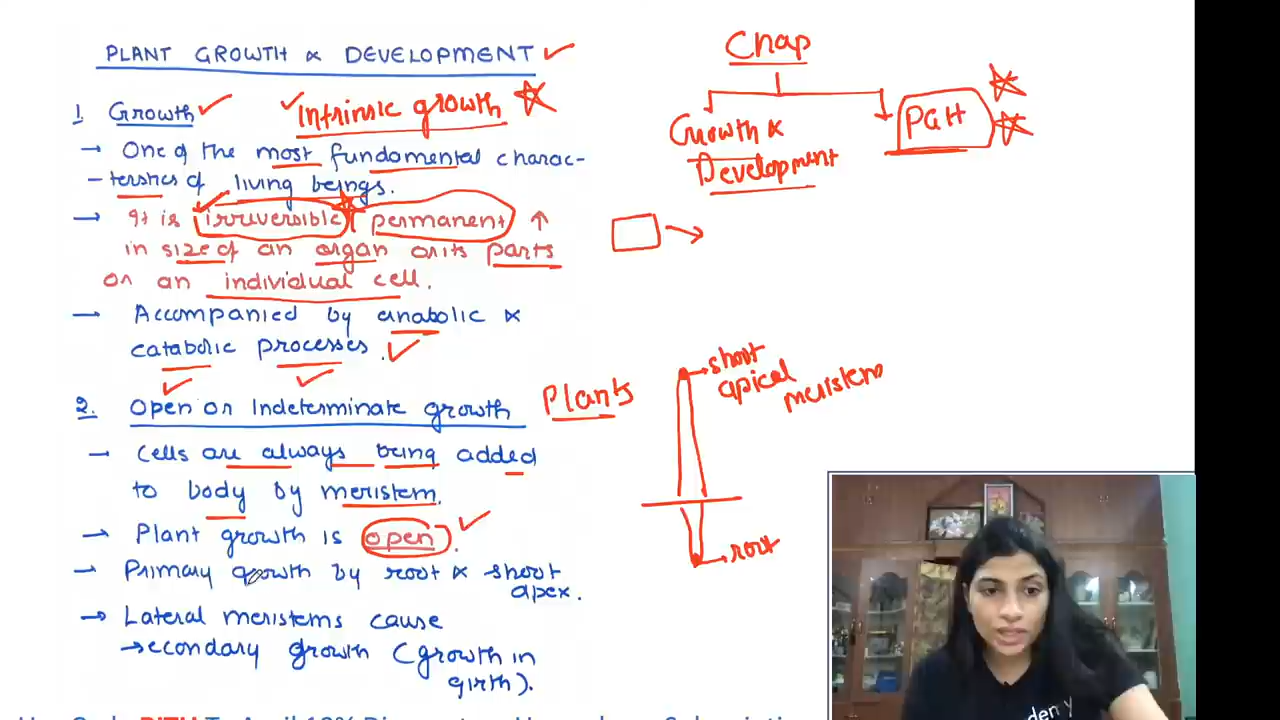 PLANT GROWTH & DEVELOPMENT
1. Growth
Intrinsic growth
→ One of the most fundamental charac-
-teristics of living beings.
→ It is irreversible permanent ↑
in size of an organ or its parts
or an individual cell.
→ Accompanied by anabolic &
catabolic processes.
2. Open or Indeterminate growth
→ Cells are always being added
to body by meristem.
→ Plant growth is open.
→ Primary growth by root & shoot
apex.
→ Lateral meristems cause
→ secondary growth (growth in
girth).
Chap
Growth &
Development
Plants
shoot
apical
meristem
root